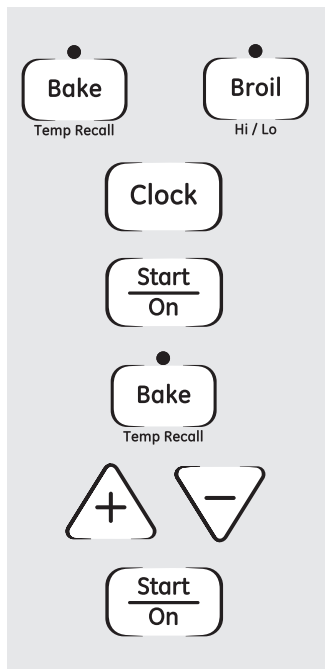 Bake Broil
Temp Recall Hi / Lo
Clock
Start
On
Bake
Temp Recall
+ −
Start
On